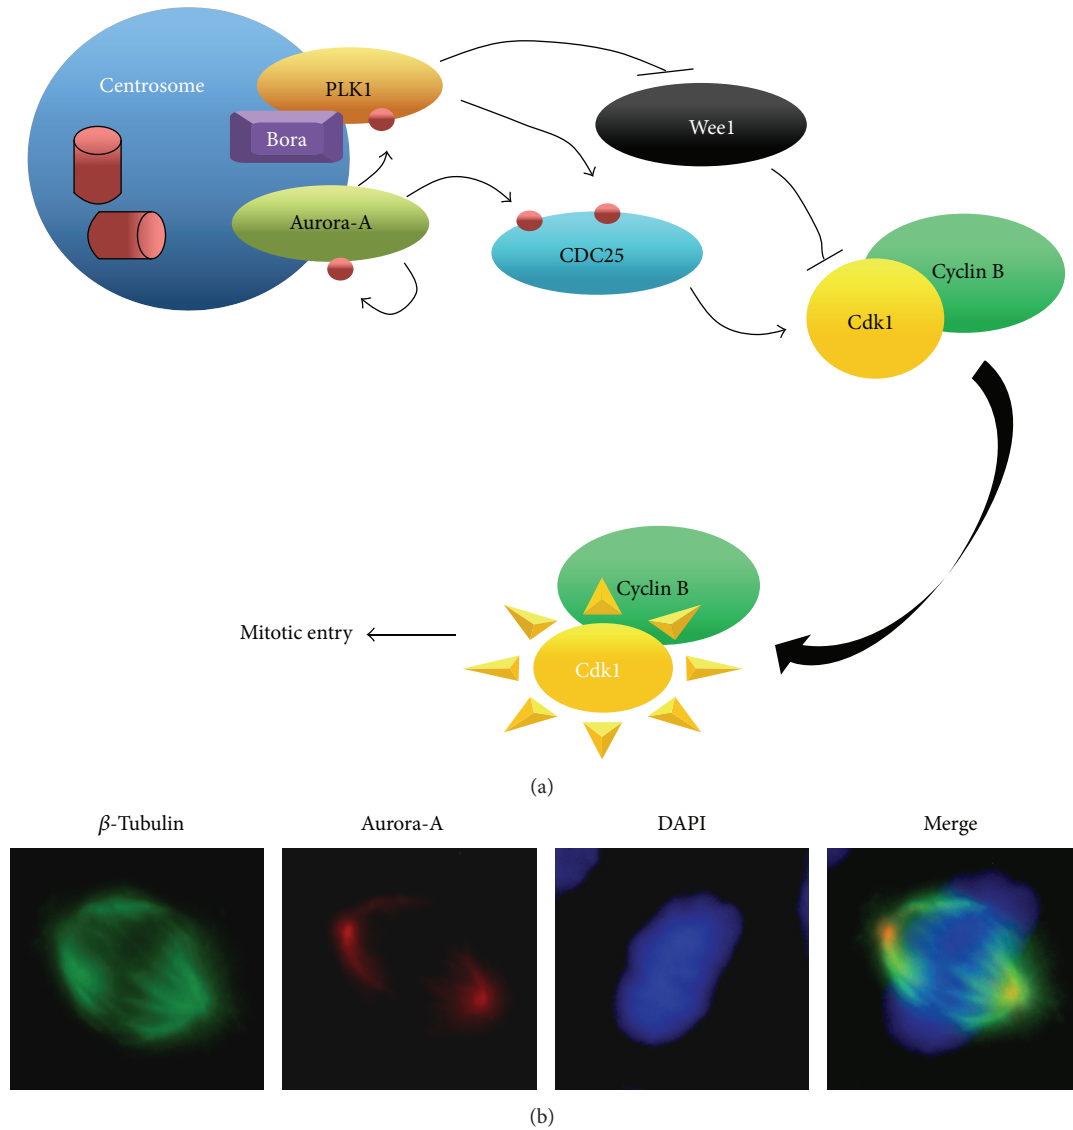 Centrosome
PLK1
Bora
Wee1
Aurora-A
CDC25
Cyclin B
Cdk1
Cyclin B
Mitotic entry
Cdk1
(a)
β-Tubulin
Aurora-A
DAPI
Merge
(b)